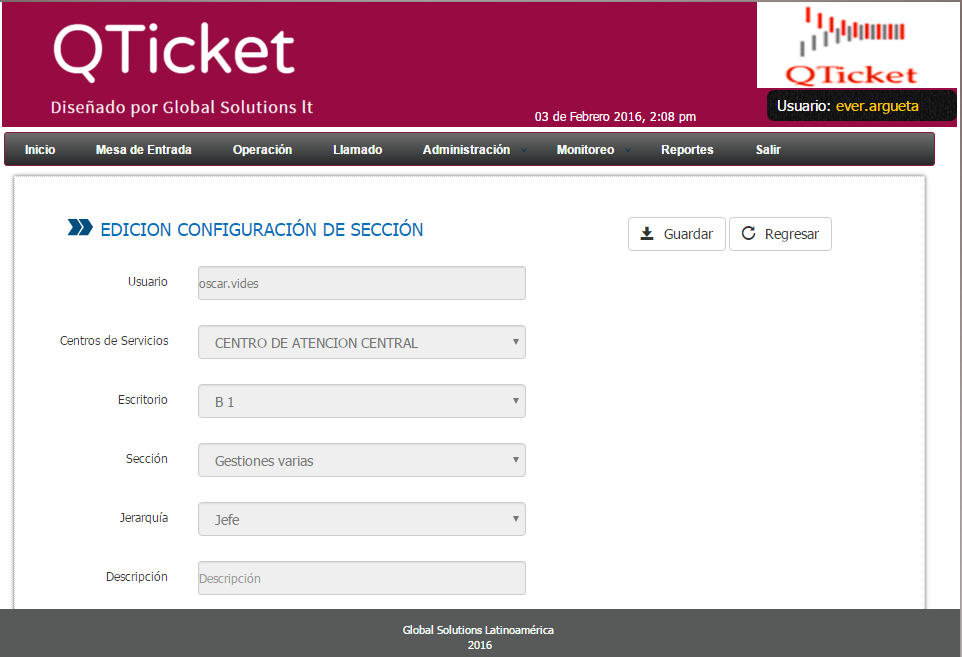 QTicket
Diseñado por Global Solutions lt
QTicket
03 de Febrero 2016, 2:08 pm
Usuario: ever.argueta
Inicio Mesa de Entrada Operación Llamado Administración Monitoreo Reportes Salir
EDICION CONFIGURACIÓN DE SECCIÓN
Guardar Regresar
Usuario oscar.vides
Centros de Servicios CENTRO DE ATENCION CENTRAL
Escritorio B 1
Sección Gestiones varias
Jerarquía Jefe
Descripción Descripción
Global Solutions Latinoamérica
2016